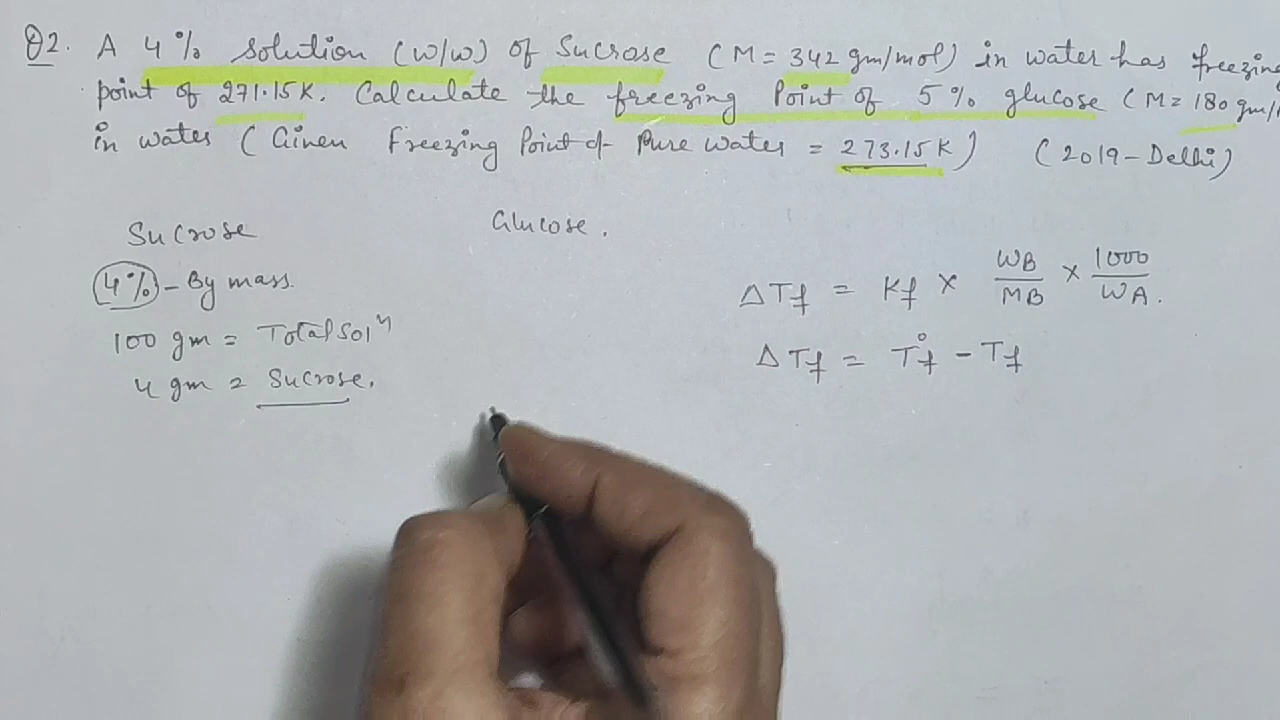 Q2. A 4% solution (w/w) of Sucrose (M = 342 gm/mol) in water has freezing
point of 271.15K. Calculate the freezing Point of 5% glucose (M = 180 gm/
in water (Given Freezing Point of Pure water = 273.15K) (2019-Delhi)
Sucrose
Glucose.
4% - By mass.
100 gm = Total Solⁿ
4 gm = Sucrose.
ΔTf = Kf × WB/MB × 1000/WA.
ΔTf = T°f - Tf